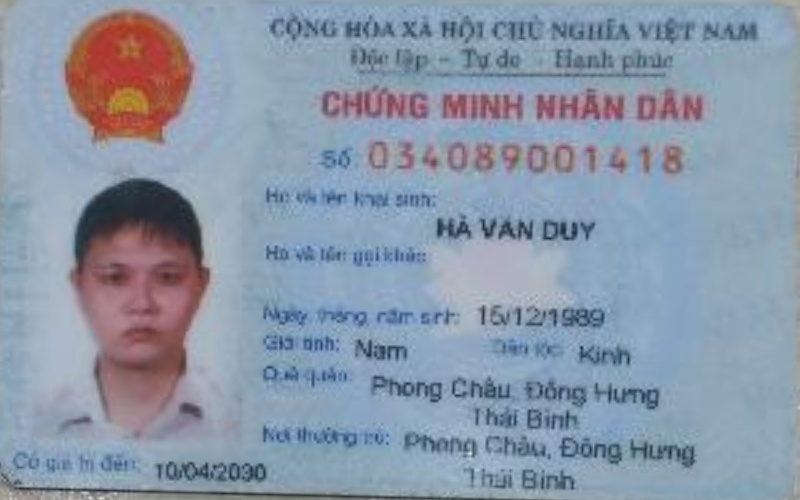 CỘNG HÒA XÃ HỘI CHỦ NGHĨA VIỆT NAM
Độc lập - Tự do - Hạnh phúc
CHỨNG MINH NHÂN DÂN
Số 034089001418
Họ và tên khai sinh:
HÀ VĂN DUY
Họ và tên gọi khác:
Ngày, tháng, năm sinh: 15/12/1989
Giới tính: Nam Dân tộc: Kinh
Quê quán: Phong Châu, Đông Hưng
Thái Bình
Nơi thường trú: Phong Châu, Đông Hưng
Thái Bình
Có giá trị đến: 10/04/2030